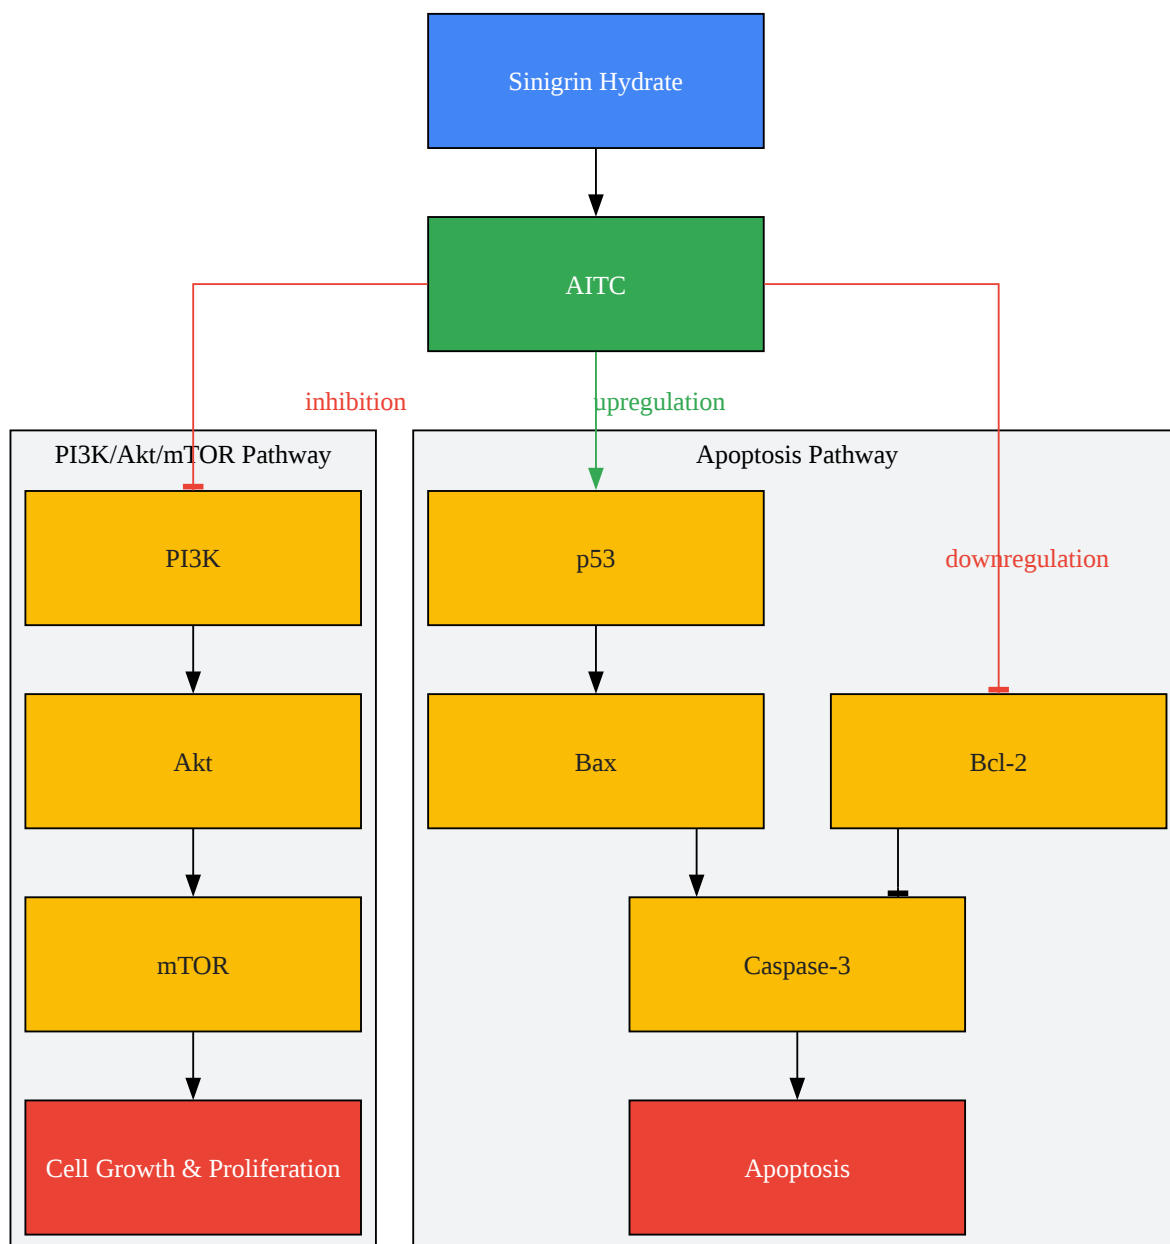 Sinigrin Hydrate
AITC
inhibition
upregulation
PI3K/Akt/mTOR Pathway
Apoptosis Pathway
PI3K
p53
downregulation
Akt
Bax
Bcl-2
mTOR
Caspase-3
Cell Growth & Proliferation
Apoptosis